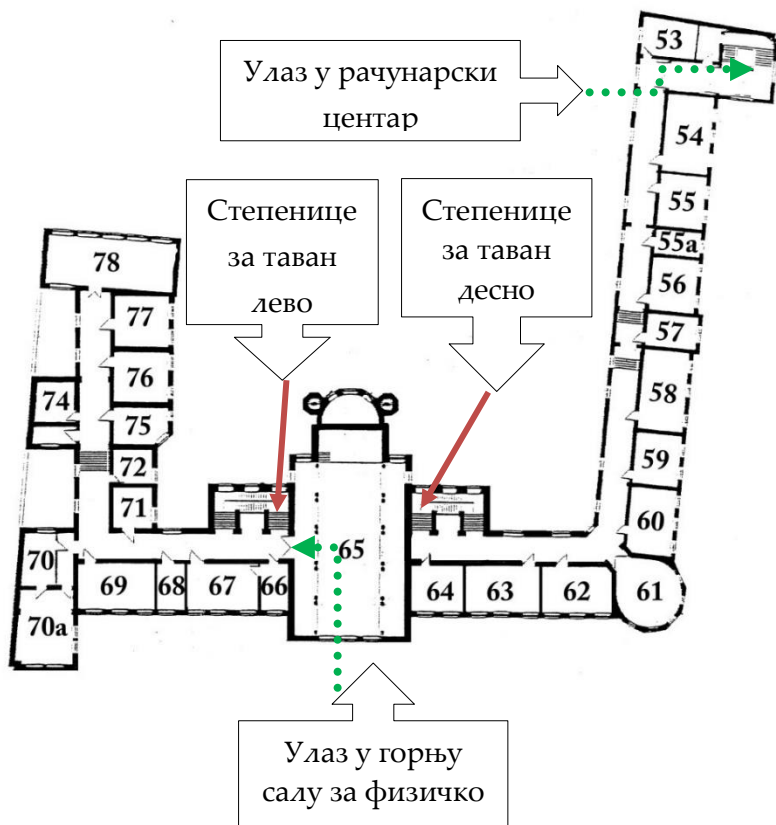 53
Улаз у рачунарски
центар
54
Степенице
за таван
лево
Степенице
за таван
десно
55
55a
78
56
77
57
76
58
74
75
72
59
71
60
70
65
69
68
67
66
64
63
62
61
70a
Улаз у горњу
салу за физичко